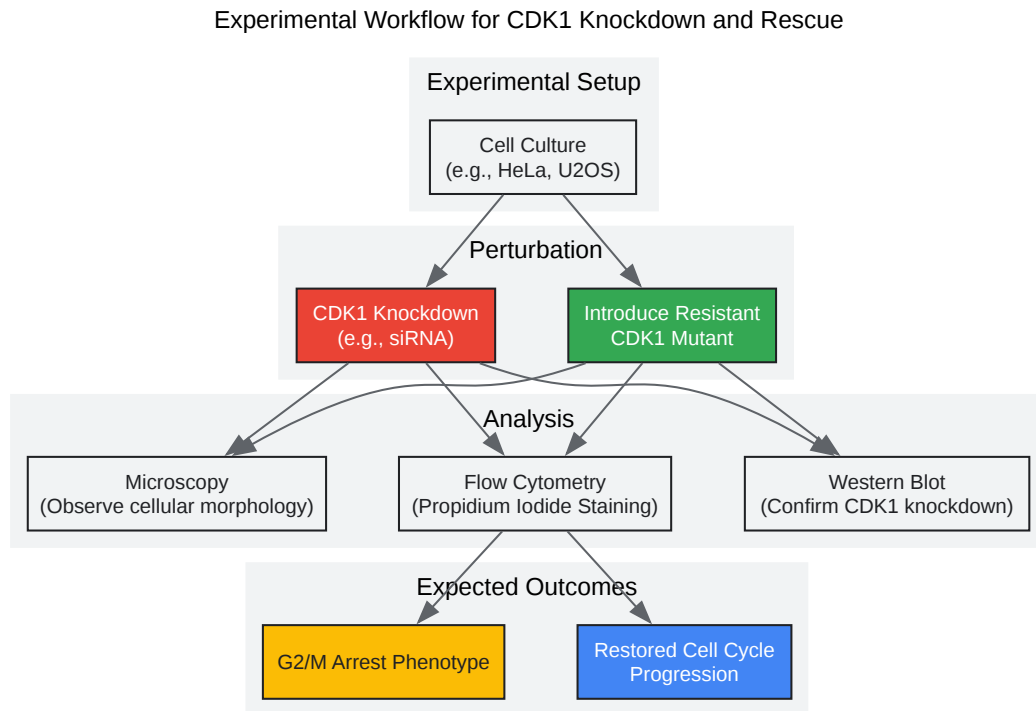 Experimental Workflow for CDK1 Knockdown and Rescue
Experimental Setup
Cell Culture
(e.g., HeLa, U2OS)
Perturbation
CDK1 Knockdown
(e.g., siRNA)
Introduce Resistant
CDK1 Mutant
Analysis
Microscopy
(Observe cellular morphology)
Flow Cytometry
(Propidium Iodide Staining)
Western Blot
(Confirm CDK1 knockdown)
Expected Outcomes
G2/M Arrest Phenotype
Restored Cell Cycle
Progression